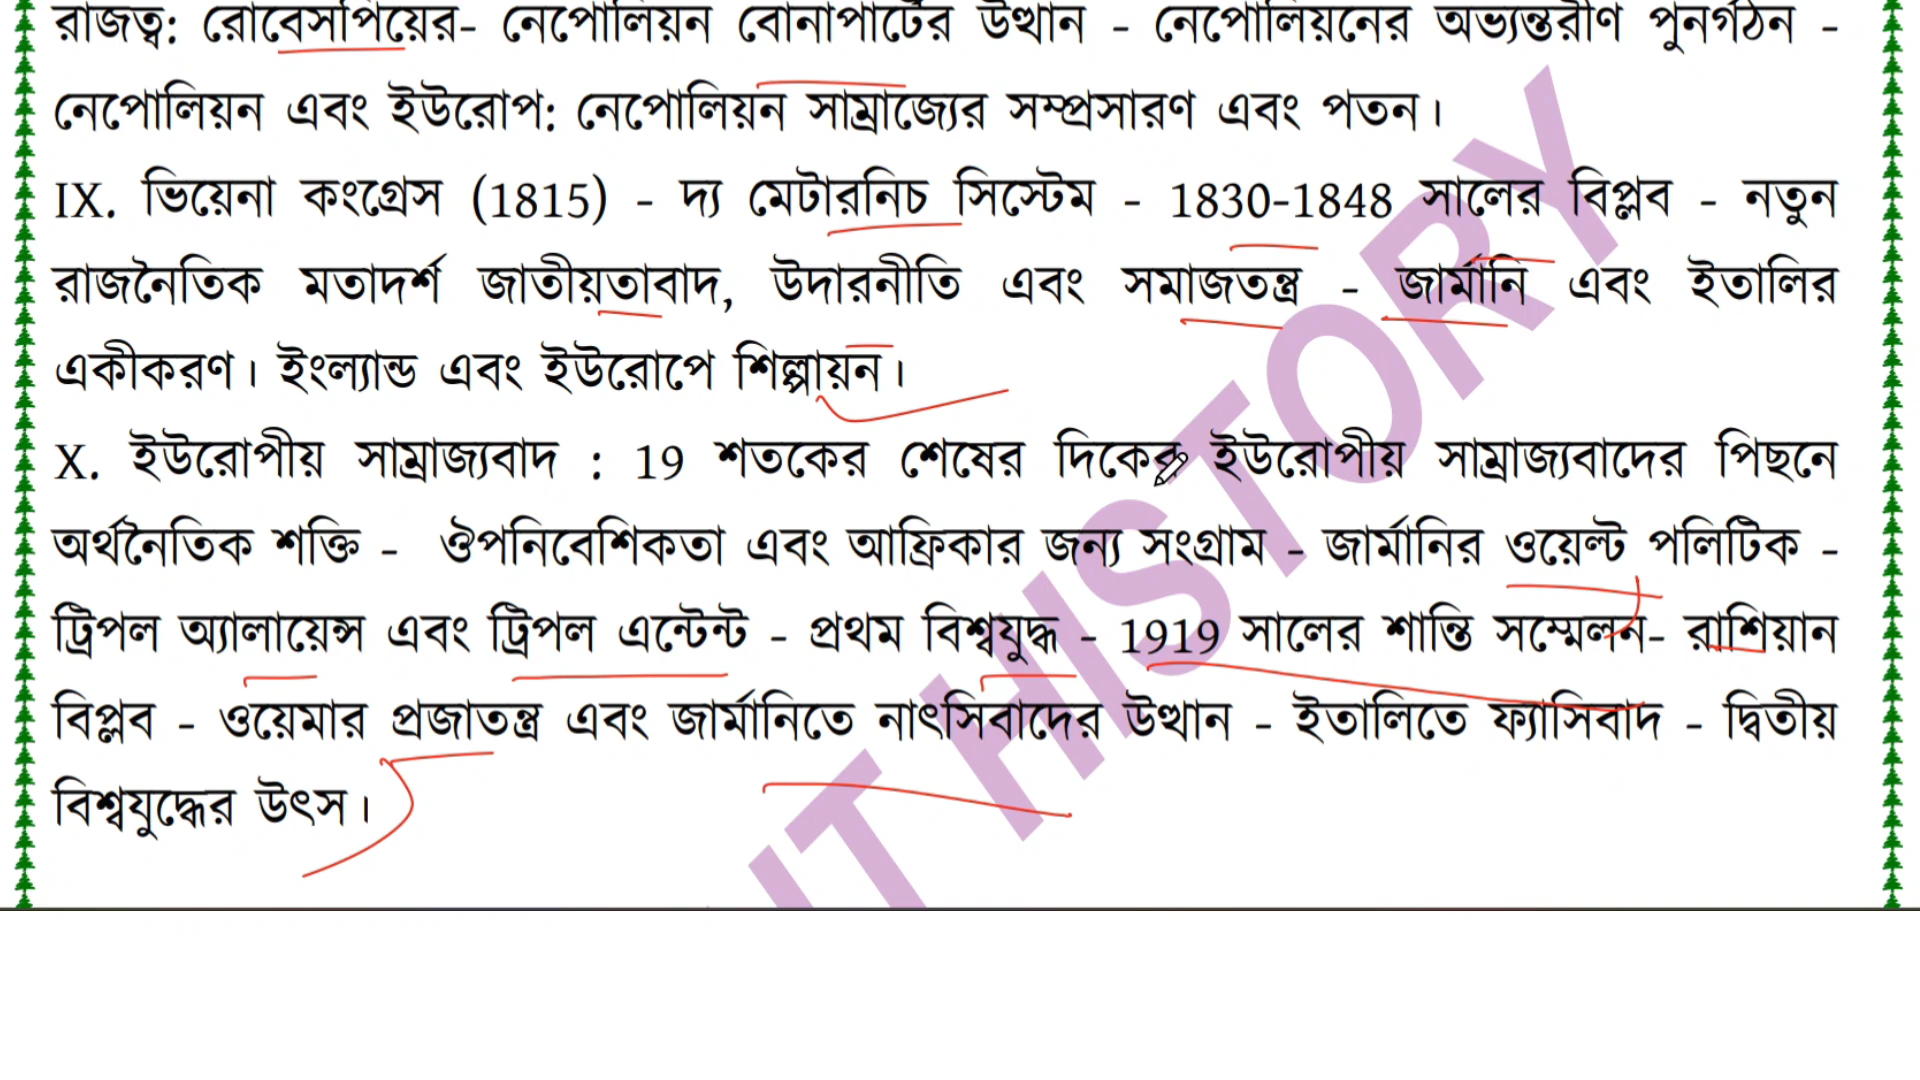 রাজত্ব: রোবেসপিয়ের- নেপোলিয়ন বোনাপার্টের উত্থান - নেপোলিয়নের অভ্যন্তরীণ পুনর্গঠন -
নেপোলিয়ন এবং ইউরোপ: নেপোলিয়ন সাম্রাজ্যের সম্প্রসারণ এবং পতন।
IX. ভিয়েনা কংগ্রেস (1815) - দ্য মেটারনিচ সিস্টেম - 1830-1848 সালের বিপ্লব - নতুন
রাজনৈতিক মতাদর্শ জাতীয়তাবাদ, উদারনীতি এবং সমাজতন্ত্র - জার্মানি এবং ইতালির
একীকরণ। ইংল্যান্ড এবং ইউরোপে শিল্পায়ন।
X. ইউরোপীয় সাম্রাজ্যবাদ : 19 শতকের শেষের দিকের ইউরোপীয় সাম্রাজ্যবাদের পিছনে
অর্থনৈতিক শক্তি - ঔপনিবেশিকতা এবং আফ্রিকার জন্য সংগ্রাম - জার্মানির ওয়েল্ট পলিটিক -
ট্রিপল অ্যালায়েন্স এবং ট্রিপল এন্টেন্ট - প্রথম বিশ্বযুদ্ধ - 1919 সালের শান্তি সম্মেলন- রাশিয়ান
বিপ্লব - ওয়েমার প্রজাতন্ত্র এবং জার্মানিতে নাৎসিবাদের উত্থান - ইতালিতে ফ্যাসিবাদ - দ্বিতীয়
বিশ্বযুদ্ধের উৎস।
IT HISTORY